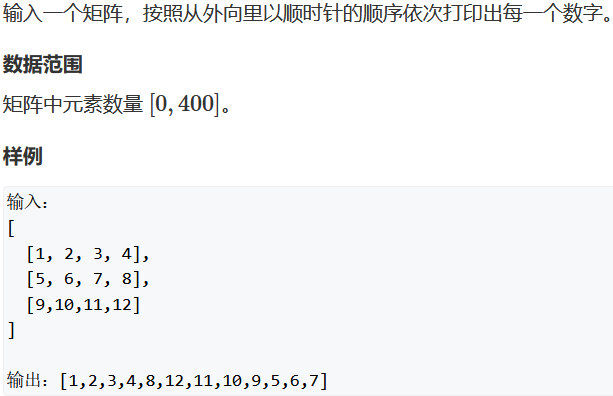 输入一个矩阵，按照从外向里以顺时针的顺序依次打印出每一个数字。
数据范围
矩阵中元素数量 [0, 400]。
样例
输入：
[
  [1, 2, 3, 4],
  [5, 6, 7, 8],
  [9,10,11,12]
]
输出：[1,2,3,4,8,12,11,10,9,5,6,7]